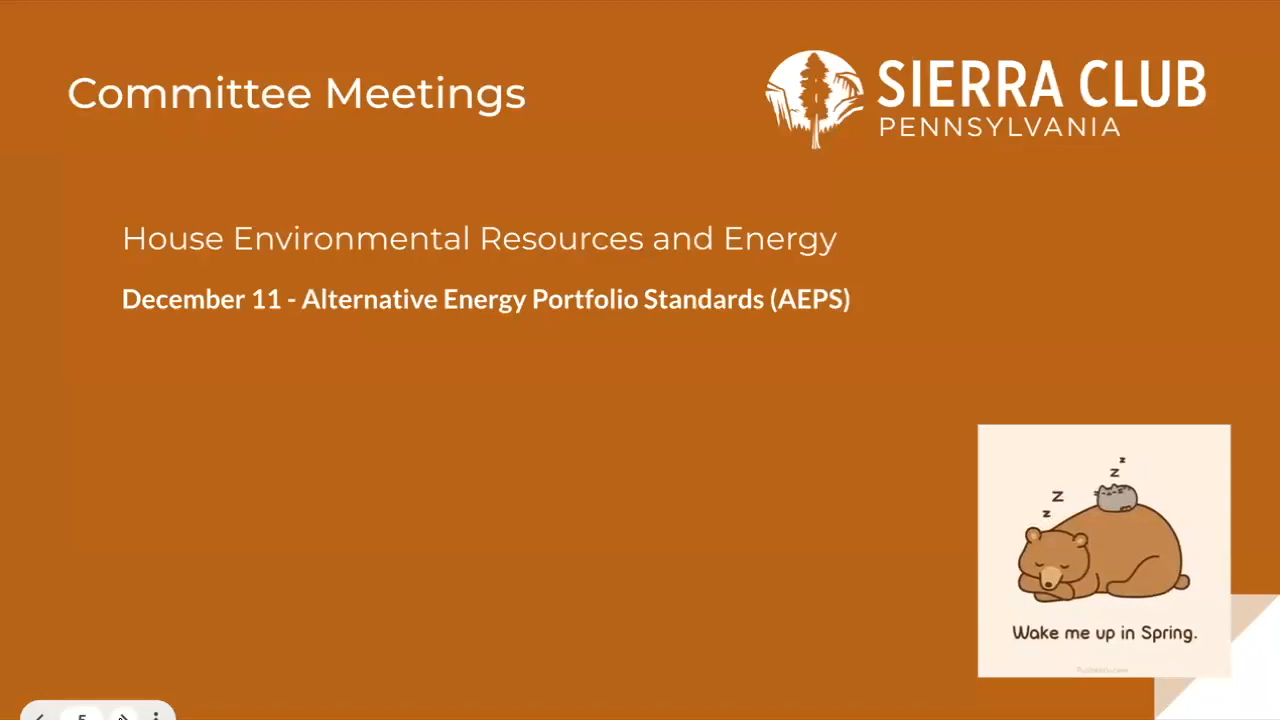 Committee Meetings
SIERRA CLUB
PENNSYLVANIA
House Environmental Resources and Energy
December 11 - Alternative Energy Portfolio Standards (AEPS)
z
z
z
z
Wake me up in Spring.
5